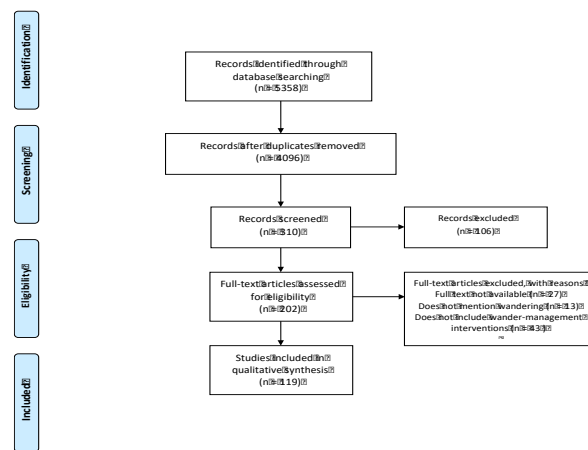 Identification
Records identified through
database searching
(n = 5358)
Screening
Records after duplicates removed
(n = 4096)
Records screened
(n = 310)
Records excluded
(n = 106)
Eligibility
Full-text articles assessed
for eligibility
(n = 202)
Full-text articles excluded, with reasons
Full text not available (n = 27)
Does not mention wandering (n = 13)
Does not include wander-management
interventions (n = 43)
Included
Studies included in
qualitative synthesis
(n = 119)